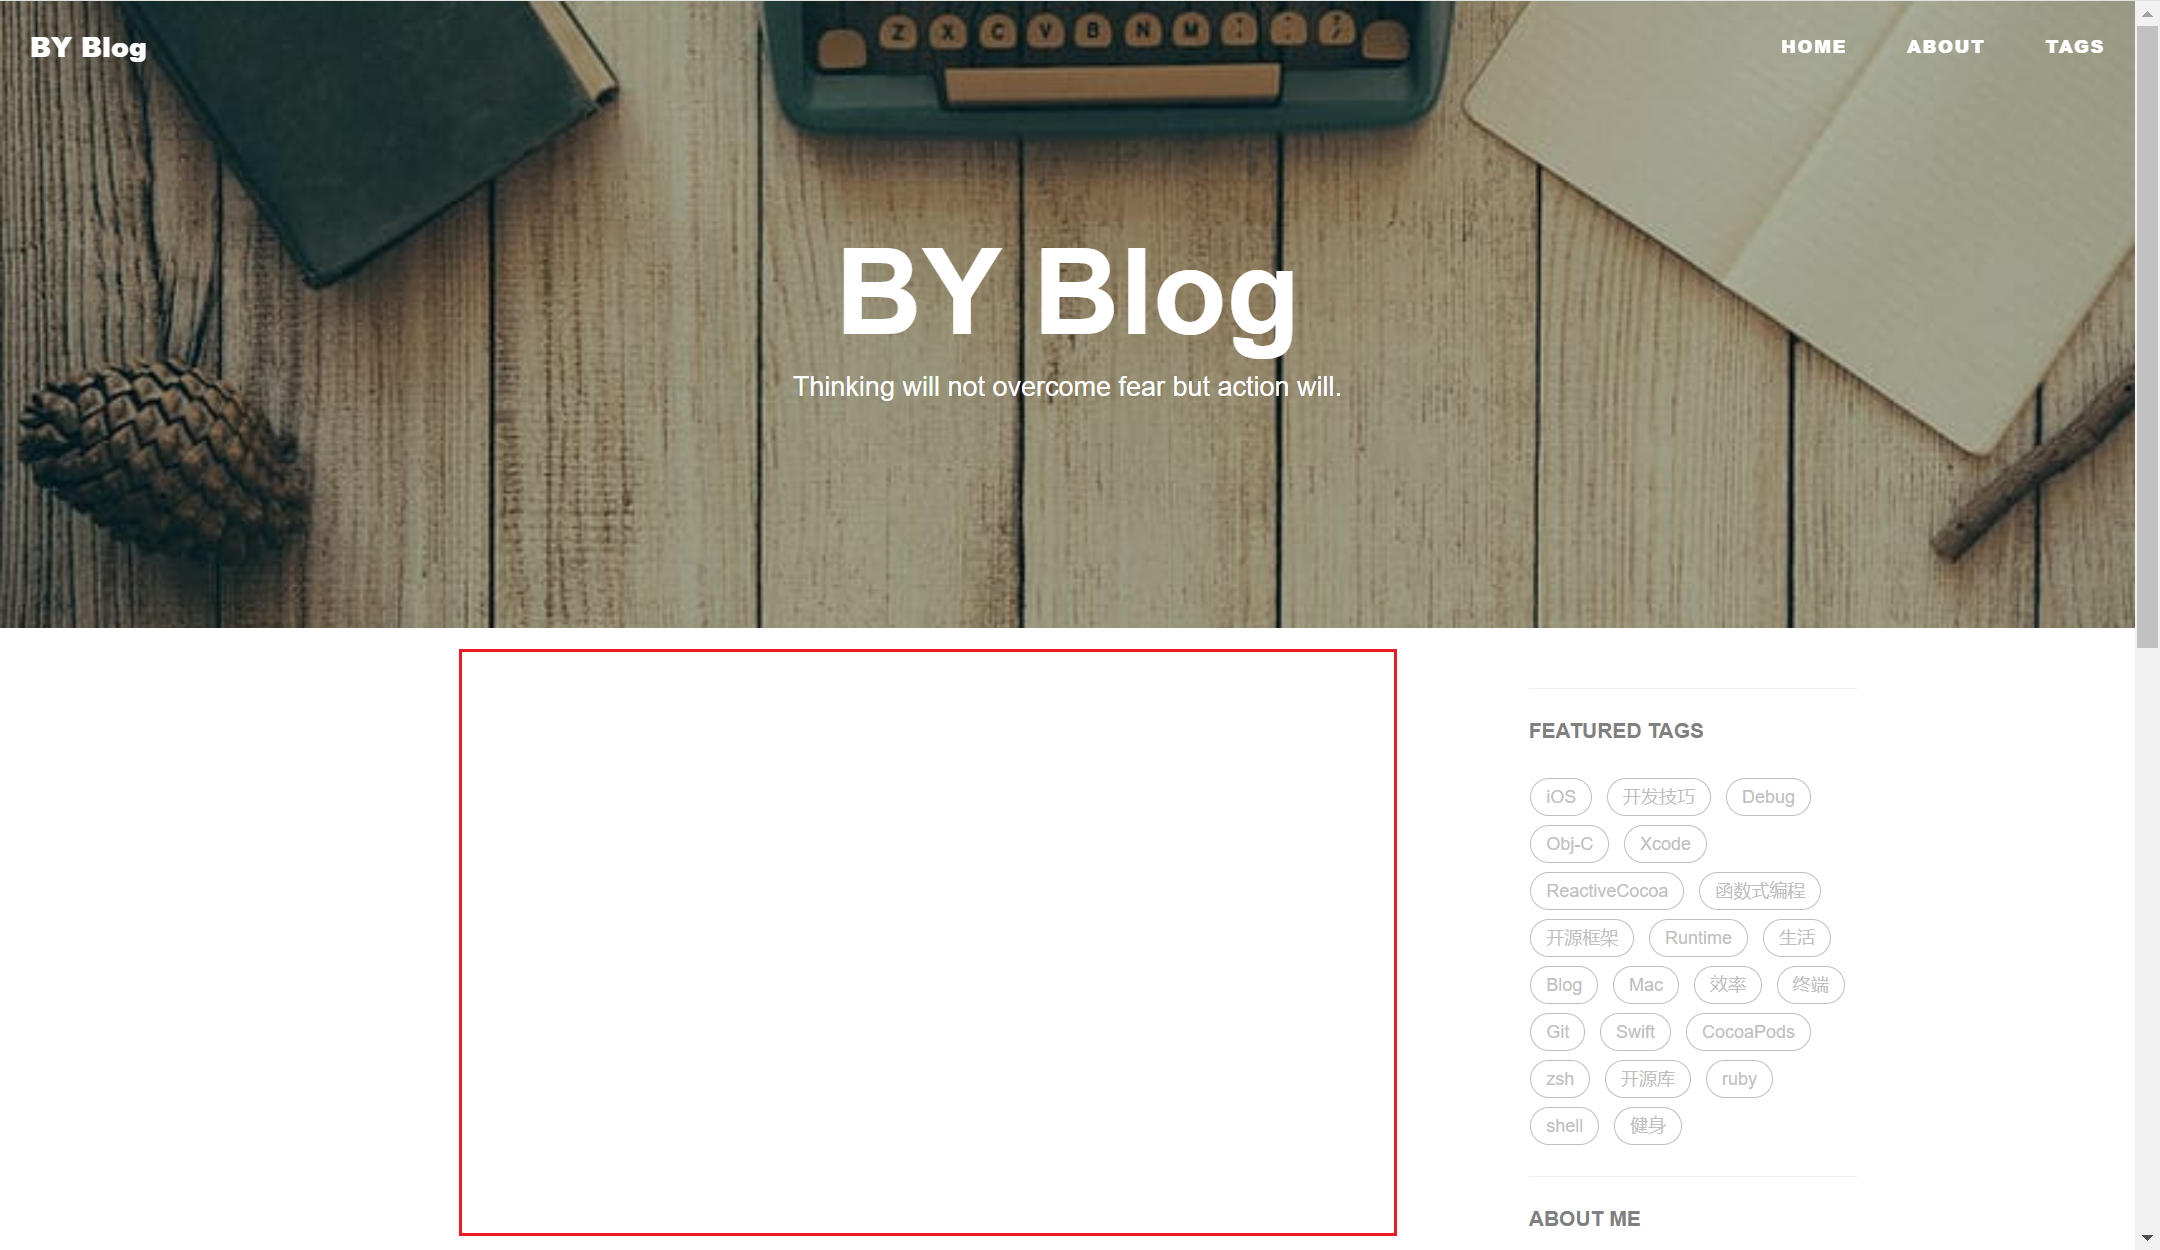 BY Blog
HOME ABOUT TAGS
Z X C V B N M
BY Blog
Thinking will not overcome fear but action will.
FEATURED TAGS
iOS 开发技巧 Debug
Obj-C Xcode
ReactiveCocoa 函数式编程
开源框架 Runtime 生活
Blog Mac 效率 终端
Git Swift CocoaPods
zsh 开源库 ruby
shell 健身
ABOUT ME